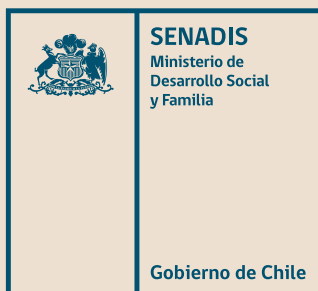 SENADIS
Ministerio de
Desarrollo Social
y Familia
Gobierno de Chile